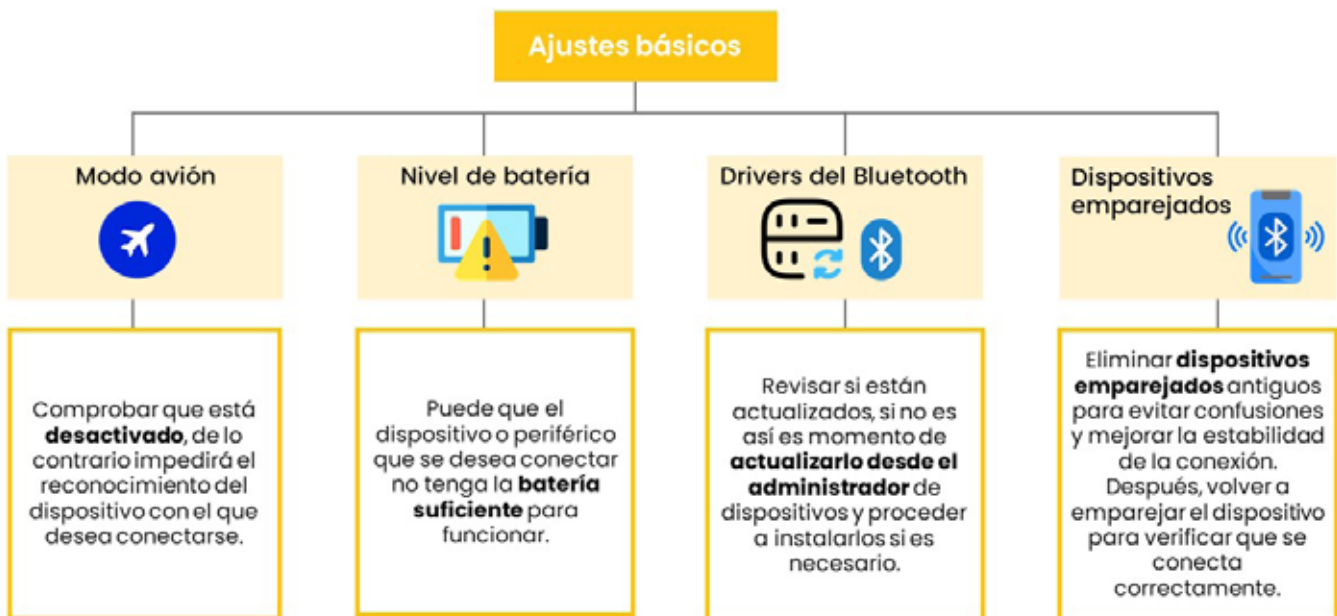 Ajustes básicos
Modo avión
Nivel de batería
Drivers del Bluetooth
Dispositivos
emparejados
Comprobar que está
desactivado, de lo
contrario impedirá el
reconocimiento del
dispositivo con el que
desea conectarse.
Puede que el
dispositivo o periférico
que se desea conectar
no tenga la batería
suficiente para
funcionar.
Revisar si están
actualizados, si no es
así es momento de
actualizarlo desde el
administrador de
dispositivos y proceder
a instalarlos si es
necesario.
Eliminar dispositivos
emparejados antiguos
para evitar confusiones
y mejorar la estabilidad
de la conexión.
Después, volver a
emparejar el dispositivo
para verificar que se
conecta
correctamente.